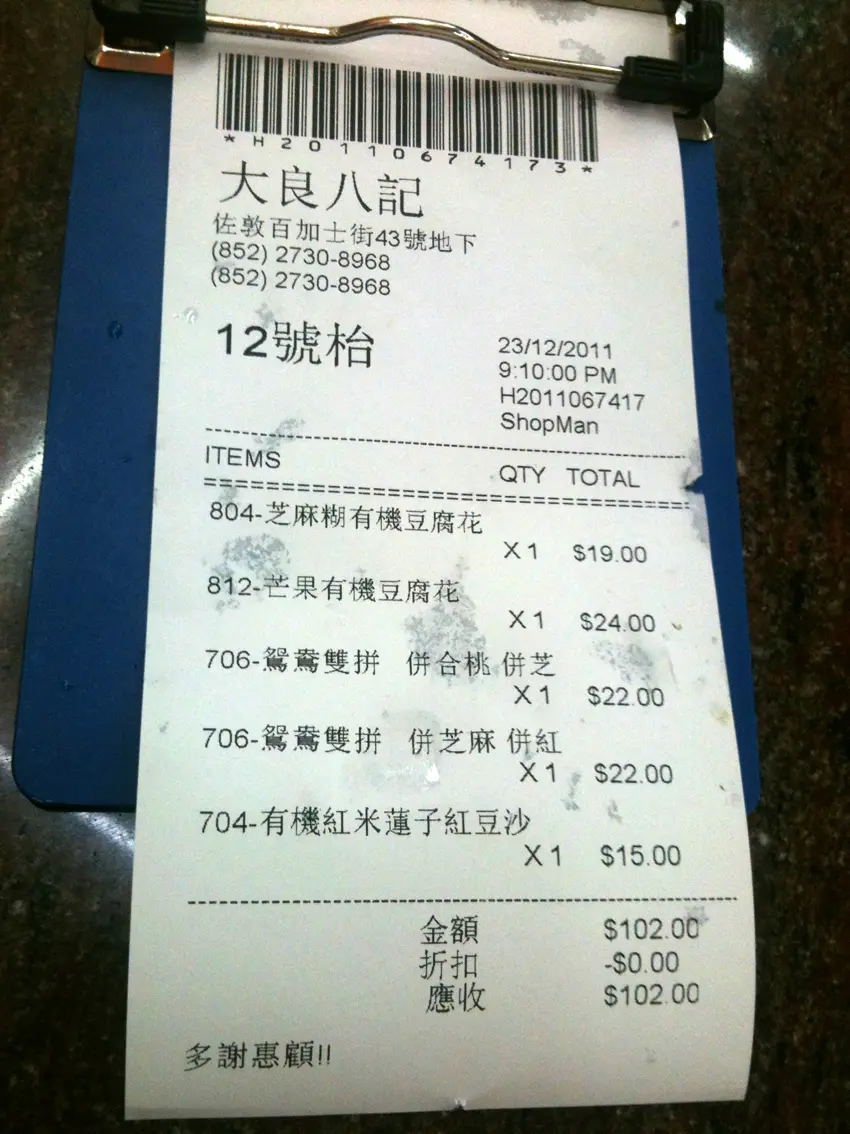 *H20110674173*
大良八記
佐敦百加士街43號地下
(852) 2730-8968
(852) 2730-8968
12號枱
23/12/2011
9:10:00 PM
H2011067417
ShopMan
ITEMS QTY TOTAL
804-芝麻糊有機豆腐花
X 1 $19.00
812-芒果有機豆腐花
X 1 $24.00
706-鴛鴦雙拼 併合桃 併芝
X 1 $22.00
706-鴛鴦雙拼 併芝麻 併紅
X 1 $22.00
704-有機紅米蓮子紅豆沙
X 1 $15.00
金額 $102.00
折扣 -$0.00
應收 $102.00
多謝惠顧!!